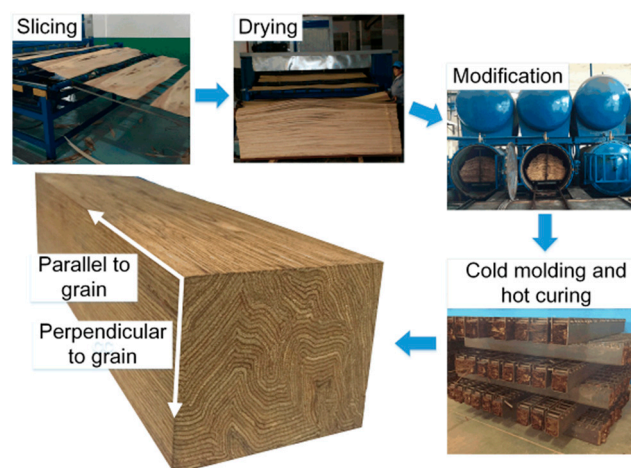 Slicing
Drying
Modification
Cold molding and
hot curing
Parallel to
grain
Perpendicular
to grain